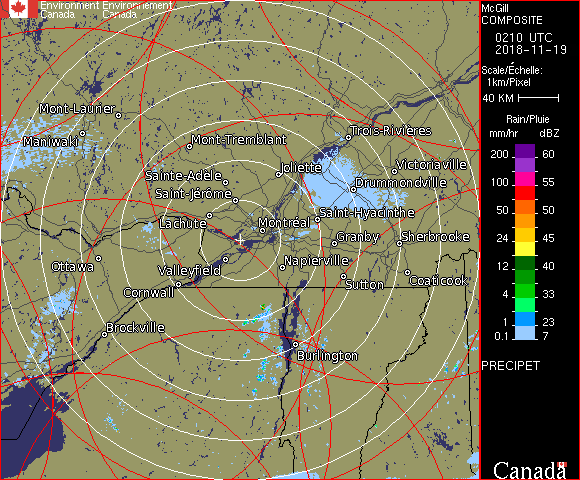 Environment Environnement
Canada Canada
McGill
COMPOSITE
0210 UTC
2018-11-19
Scale/Échelle:
1km/Pixel
40 KM
Rain/Pluie
mm/hr dBZ
200 60
100 55
50 50
24 45
12 40
4 33
1 23
0.1 7
PRECIPET
Canada
Mont-Laurier
Maniwaki
Mont-Tremblant
Trois-Rivières
Sainte-Adèle
Joliette
Victoriaville
Saint-Jérôme
Drummondville
Lachute
Montréal
Saint-Hyacinthe
Granby
Sherbrooke
Ottawa
Valleyfield
Napierville
Cornwall
Sutton
Coaticook
Brockville
Burlington